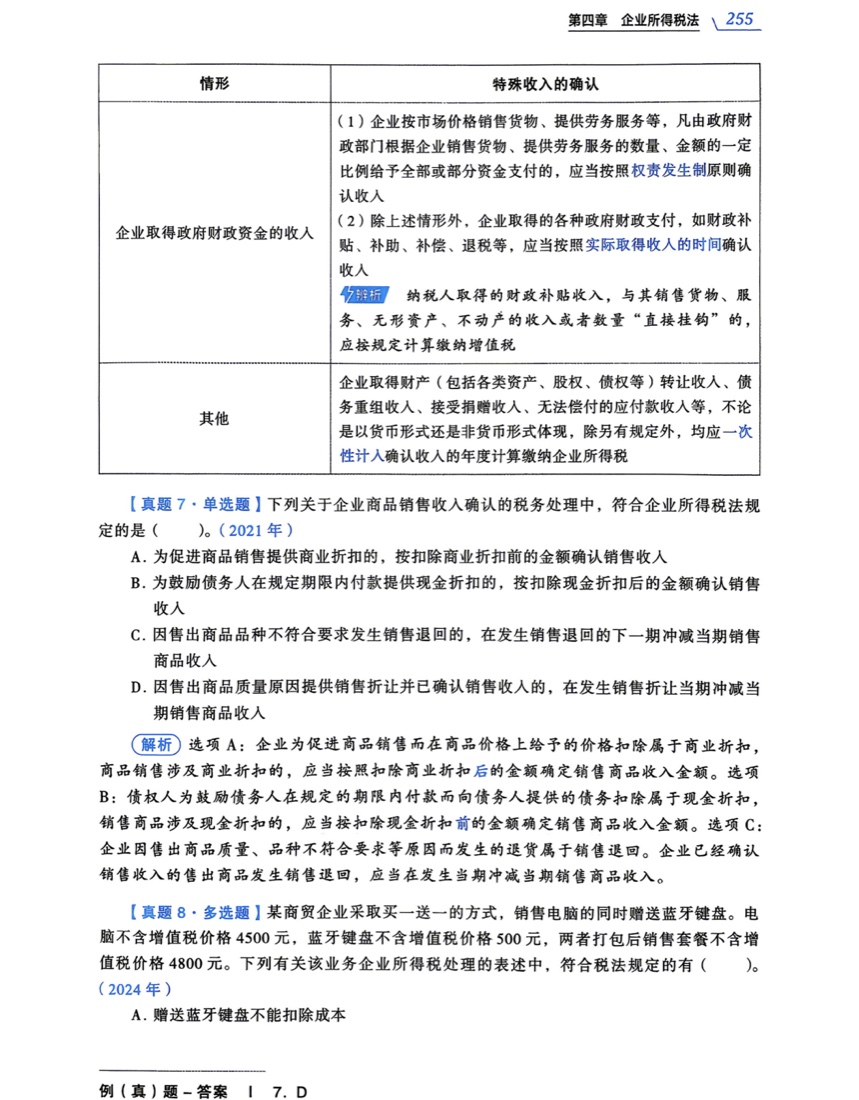 第四章 企业所得税法 255
情形
特殊收入的确认
企业取得政府财政资金的收入
（1）企业按市场价格销售货物、提供劳务服务等，凡由政府财
政部门根据企业销售货物、提供劳务服务的数量、金额的一定
比例给予全部或部分资金支付的，应当按照权责发生制原则确
认收入
（2）除上述情形外，企业取得的各种政府财政支付，如财政补
贴、补助、补偿、退税等，应当按照实际取得收入的时间确认
收入
辨析 纳税人取得的财政补贴收入，与其销售货物、服
务、无形资产、不动产的收入或者数量“直接挂钩”的，
应按规定计算缴纳增值税
其他
企业取得财产（包括各类资产、股权、债权等）转让收入、债
务重组收入、接受捐赠收入、无法偿付的应付款收入等，不论
是以货币形式还是非货币形式体现，除另有规定外，均应一次
性计入确认收入的年度计算缴纳企业所得税
【真题7·单选题】下列关于企业商品销售收入确认的税务处理中，符合企业所得税法规
定的是（ ）。（2021年）
A. 为促进商品销售提供商业折扣的，按扣除商业折扣前的金额确认销售收入
B. 为鼓励债务人在规定期限内付款提供现金折扣的，按扣除现金折扣后的金额确认销售
收入
C. 因售出商品品种不符合要求发生销售退回的，在发生销售退回的下一期冲减当期销售
商品收入
D. 因售出商品质量原因提供销售折让并已确认销售收入的，在发生销售折让当期冲减当
期销售商品收入
解析 选项A：企业为促进商品销售而在商品价格上给予的价格扣除属于商业折扣，
商品销售涉及商业折扣的，应当按照扣除商业折扣后的金额确定销售商品收入金额。选项
B：债权人为鼓励债务人在规定的期限内付款而向债务人提供的债务扣除属于现金折扣，
销售商品涉及现金折扣的，应当按扣除现金折扣前的金额确定销售商品收入金额。选项C：
企业因售出商品质量、品种不符合要求等原因而发生的退货属于销售退回。企业已经确认
销售收入的售出商品发生销售退回，应当在发生当期冲减当期销售商品收入。
【真题8·多选题】某商贸企业采取买一送一的方式，销售电脑的同时赠送蓝牙键盘。电
脑不含增值税价格4500元，蓝牙键盘不含增值税价格500元，两者打包后销售套餐不含增
值税价格4800元。下列有关该业务企业所得税处理的表述中，符合税法规定的有（ ）。
（2024年）
A. 赠送蓝牙键盘不能扣除成本
例（真）题-答案 | 7. D